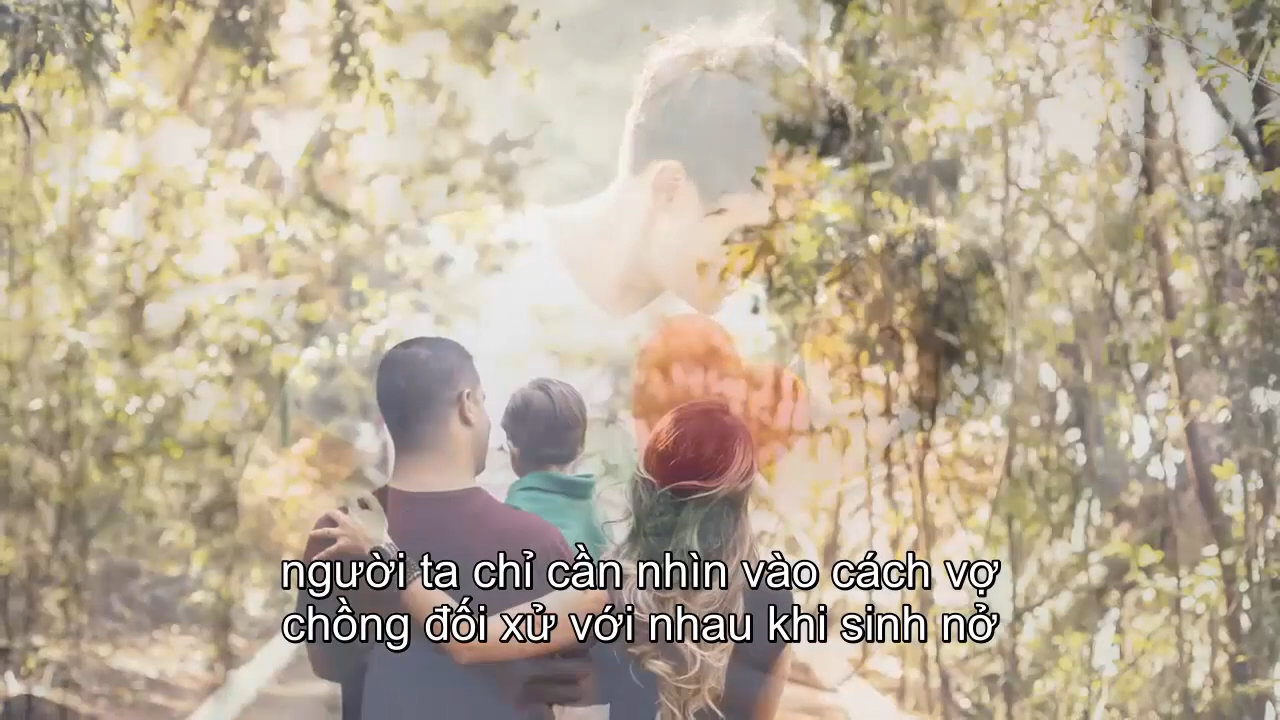 người ta chỉ cần nhìn vào cách vợ
chồng đối xử với nhau khi sinh nở